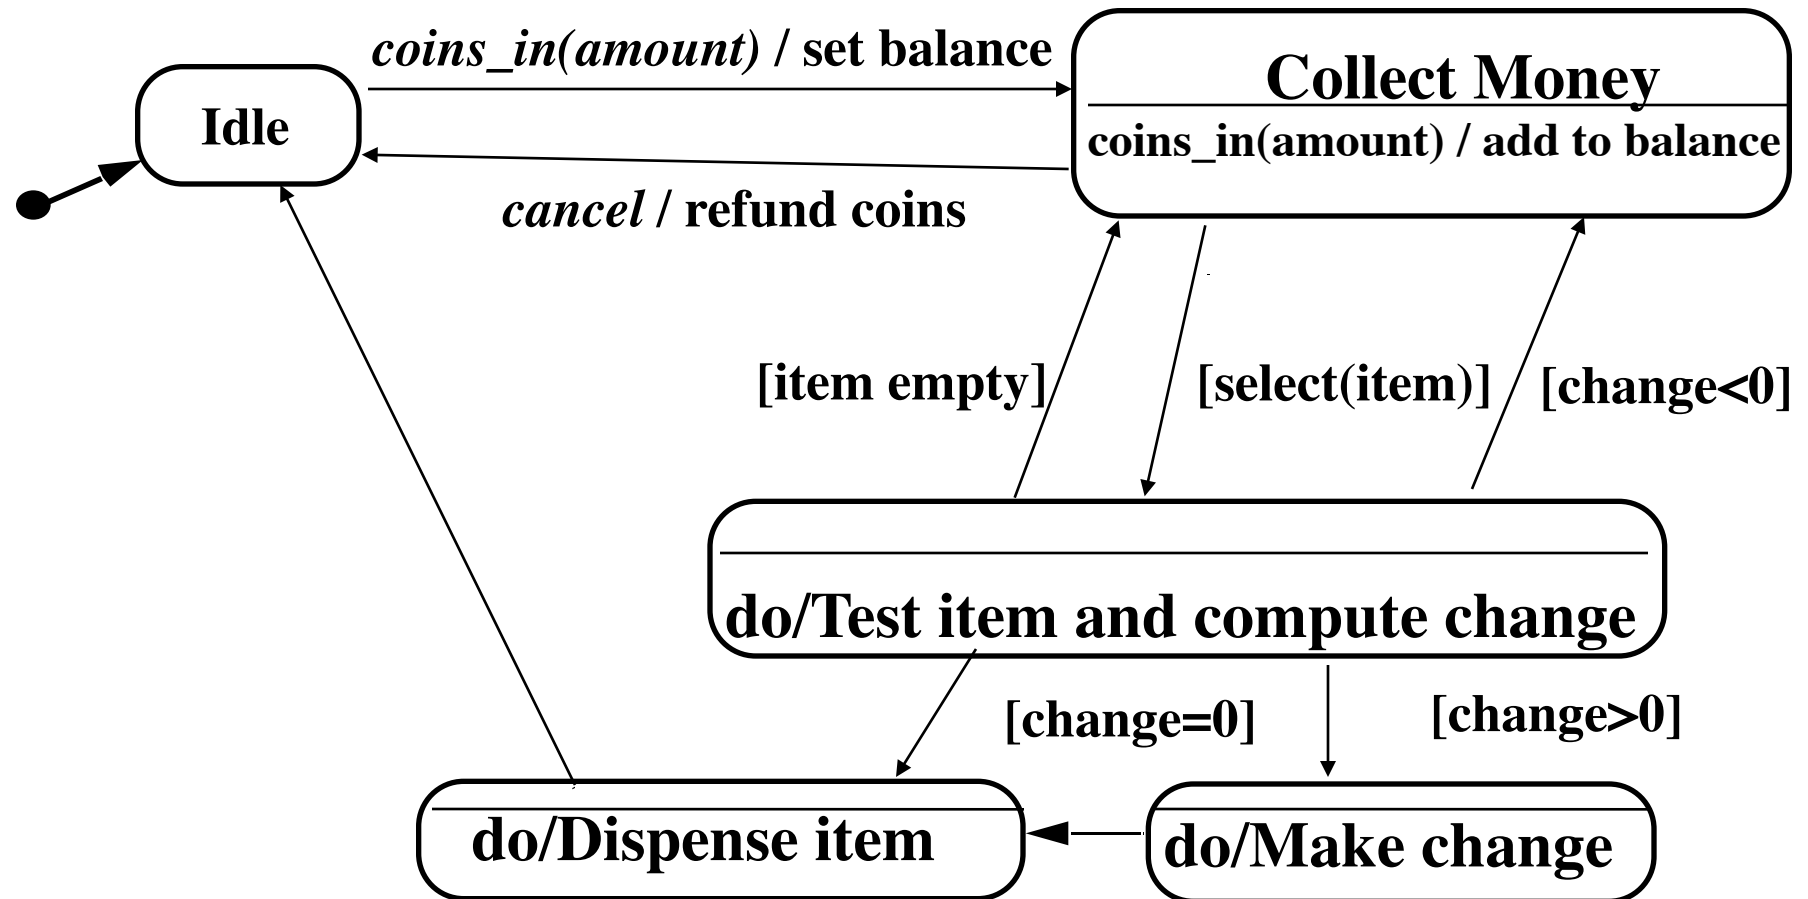 coins_in(amount) / set balance
Collect Money
Idle
coins_in(amount) / add to balance
cancel / refund coins
[item empty]
[select(item)]
[change<0]
do/Test item and compute change
[change=0]
[change>0]
do/Dispense item
do/Make change